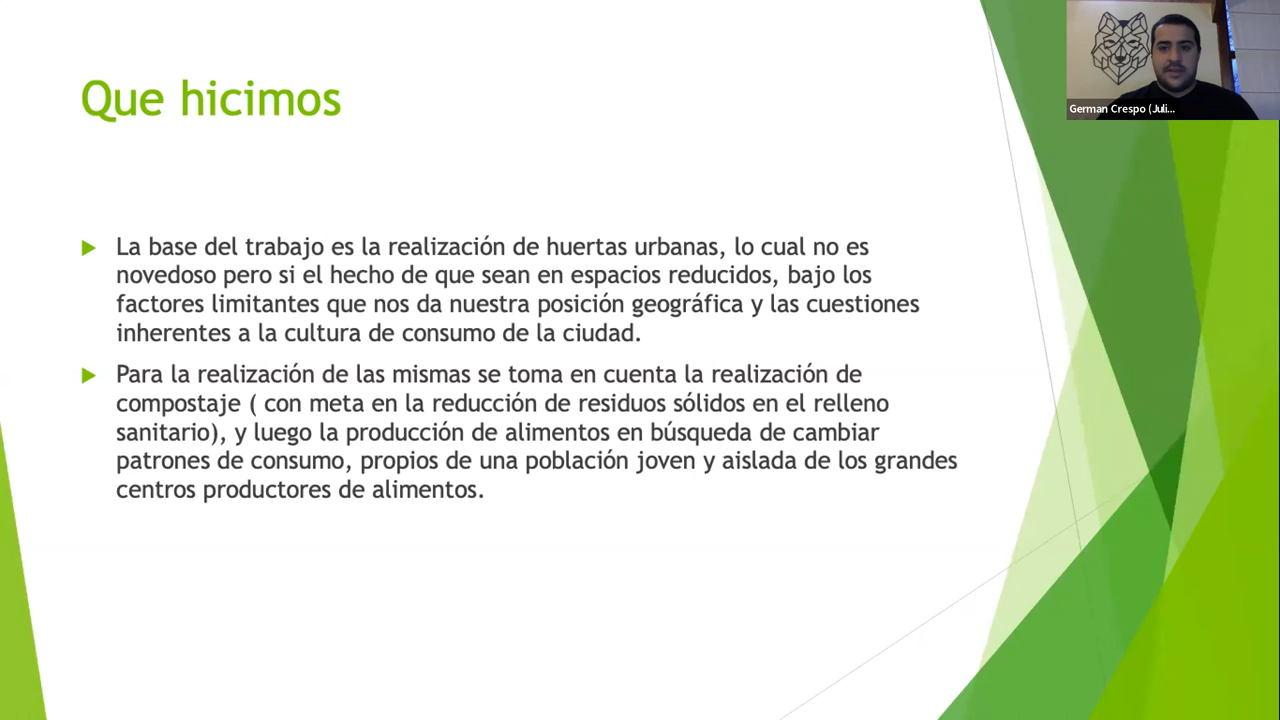 Que hicimos
German Crespo (Juli...
La base del trabajo es la realización de huertas urbanas, lo cual no es
novedoso pero si el hecho de que sean en espacios reducidos, bajo los
factores limitantes que nos da nuestra posición geográfica y las cuestiones
inherentes a la cultura de consumo de la ciudad.
Para la realización de las mismas se toma en cuenta la realización de
compostaje ( con meta en la reducción de residuos sólidos en el relleno
sanitario), y luego la producción de alimentos en búsqueda de cambiar
patrones de consumo, propios de una población joven y aislada de los grandes
centros productores de alimentos.